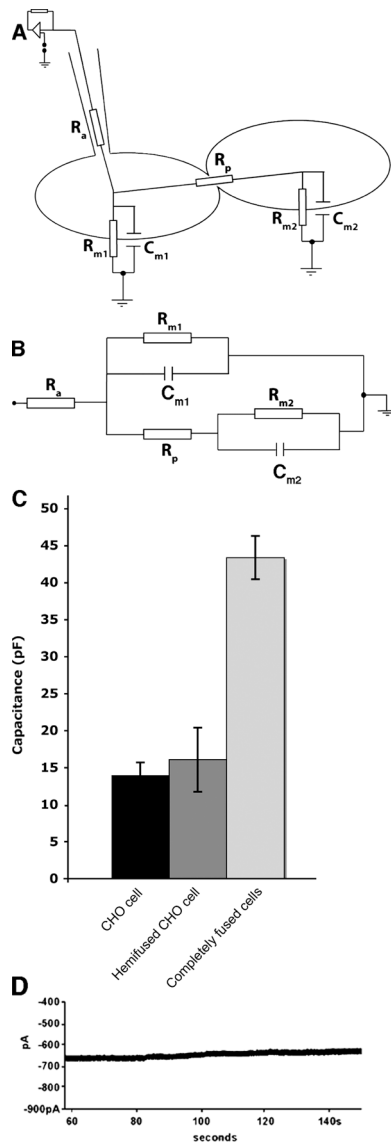 A
Ra
Rp
Rm1
Cm1
Rm2
Cm2
B
Rm1
Ra
Cm1
Rm2
Rp
Cm2
C
Capacitance (pF)
50
45
40
35
30
25
20
15
10
5
0
CHO cell
Hemifused CHO cell
Completely fused cells
D
pA
-400
-500
-600
-700
-800
-900pA
60 80 100 120 140s
seconds